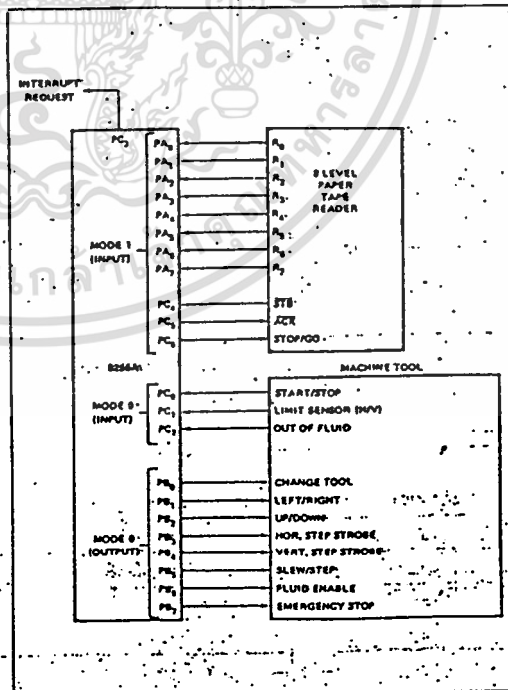 INTERRUPT
REQUEST
PC3
PA0 R0
PA1 R1
PA2 R2
PA3 R3
PA4 R4
PA5 R5
PA6 R6
PA7 R7
8 LEVEL
PAPER
TAPE
READER
MODE 1
(INPUT)
PC4 STB
PC5 ACK
PC6 STOP/GO
8255A
MACHINE TOOL
MODE 0
(INPUT)
PC0 START/STOP
PC1 LIMIT SENSOR (H/V)
PC2 OUT OF FLUID
MODE 0
(OUTPUT)
PB0 CHANGE TOOL
PB1 LEFT/RIGHT
PB2 UP/DOWN
PB3 HOR. STEP STROBE
PB4 VERT. STEP STROBE
PB5 SLEW/STEP
PB6 FLUID ENABLE
PB7 EMERGENCY STOP